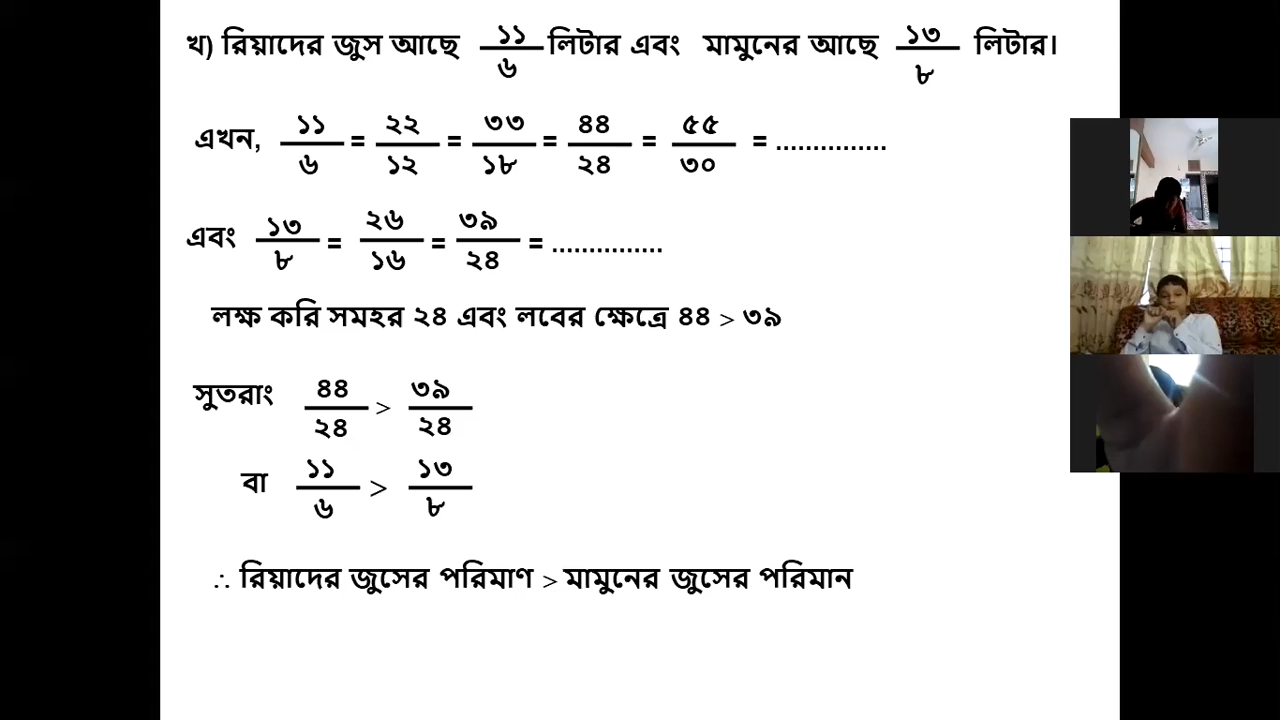 খ) রিয়াদের জুস আছে ১১/৬ লিটার এবং মামুনের আছে ১৩/৮ লিটার।
এখন, ১১/৬ = ২২/১২ = ৩৩/১৮ = ৪৪/২৪ = ৫৫/৩০ = ...............
এবং ১৩/৮ = ২৬/১৬ = ৩৯/২৪ = ...............
লক্ষ করি সমহর ২৪ এবং লবের ক্ষেত্রে ৪৪ > ৩৯
সুতরাং ৪৪/২৪ > ৩৯/২৪
বা ১১/৬ > ১৩/৮
∴ রিয়াদের জুসের পরিমাণ > মামুনের জুসের পরিমান